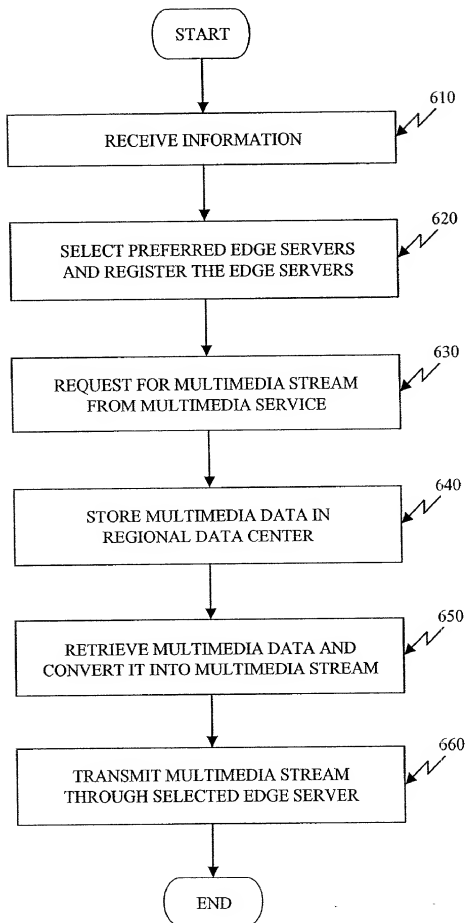 START
610
RECEIVE INFORMATION
620
SELECT PREFERRED EDGE SERVERS
AND REGISTER THE EDGE SERVERS
630
REQUEST FOR MULTIMEDIA STREAM
FROM MULTIMEDIA SERVICE
640
STORE MULTIMEDIA DATA IN
REGIONAL DATA CENTER
650
RETRIEVE MULTIMEDIA DATA AND
CONVERT IT INTO MULTIMEDIA STREAM
660
TRANSMIT MULTIMEDIA STREAM
THROUGH SELECTED EDGE SERVER
END